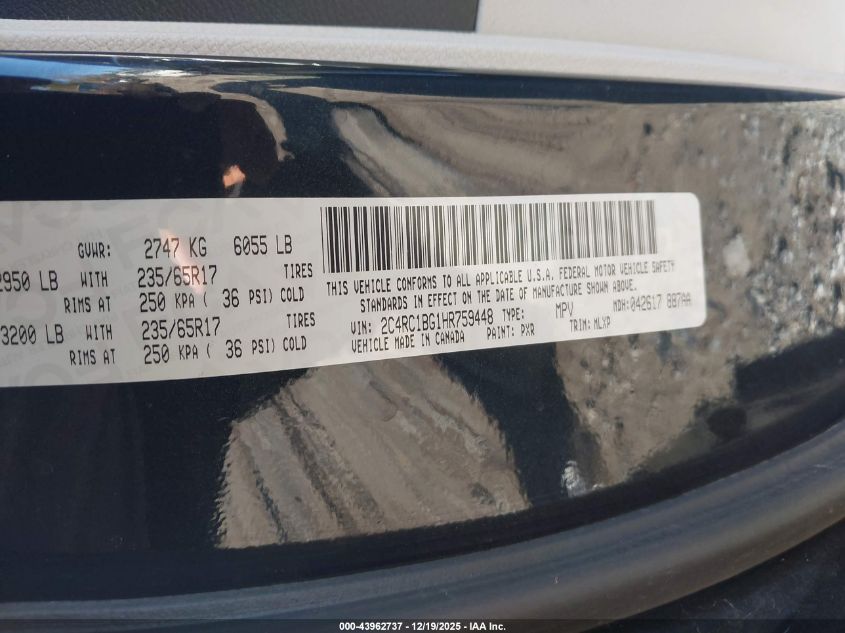 GVWR: 2747 KG 6055 LB
2950 LB WITH 235/65R17 TIRES
RIMS AT 250 KPA ( 36 PSI) COLD
3200 LB WITH 235/65R17 TIRES
RIMS AT 250 KPA ( 36 PSI) COLD
THIS VEHICLE CONFORMS TO ALL APPLICABLE U.S.A. FEDERAL MOTOR VEHICLE SAFETY
STANDARDS IN EFFECT ON THE DATE OF MANUFACTURE SHOWN ABOVE.
VIN: 2C4RC1BG1HR759448 TYPE: MPV MDH: 042617 887AA
VEHICLE MADE IN CANADA PAINT: PXR TRIM: MLXP
000-43962737 - 12/19/2025 - IAA Inc.